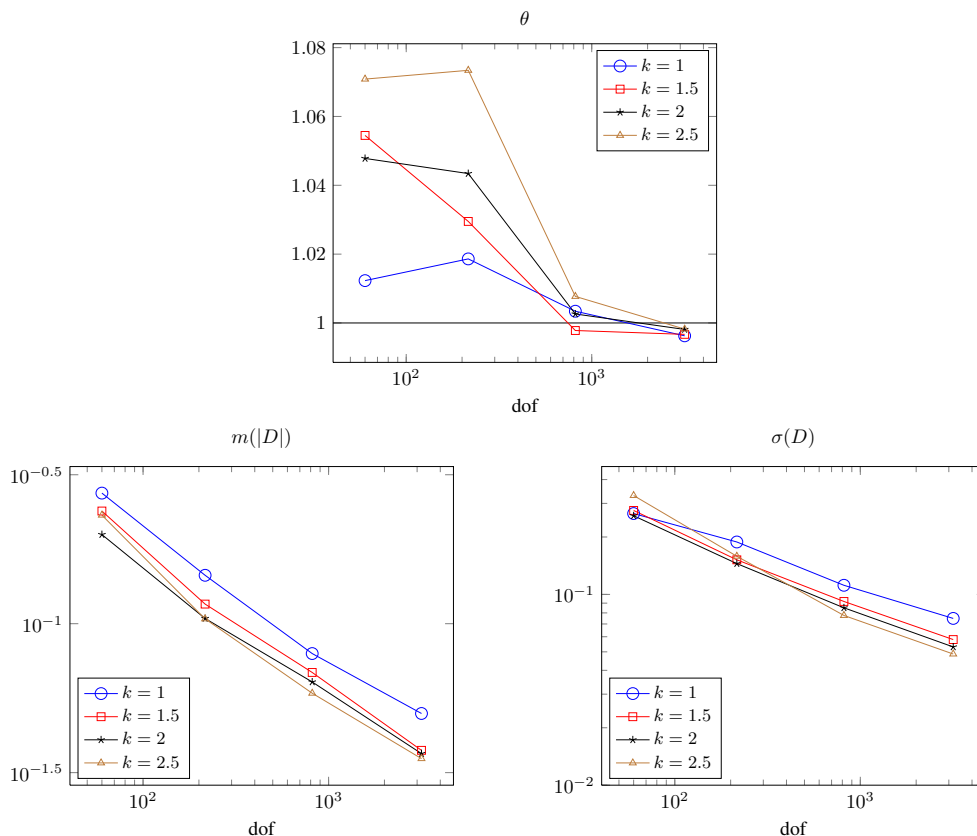 θ
1.08
1.06
1.04
1.02
1
k = 1
k = 1.5
k = 2
k = 2.5
10^2
10^3
dof
m(|D|)
10^−0.5
10^−1
10^−1.5
k = 1
k = 1.5
k = 2
k = 2.5
10^2
10^3
dof
σ(D)
10^−1
10^−2
k = 1
k = 1.5
k = 2
k = 2.5
10^2
10^3
dof